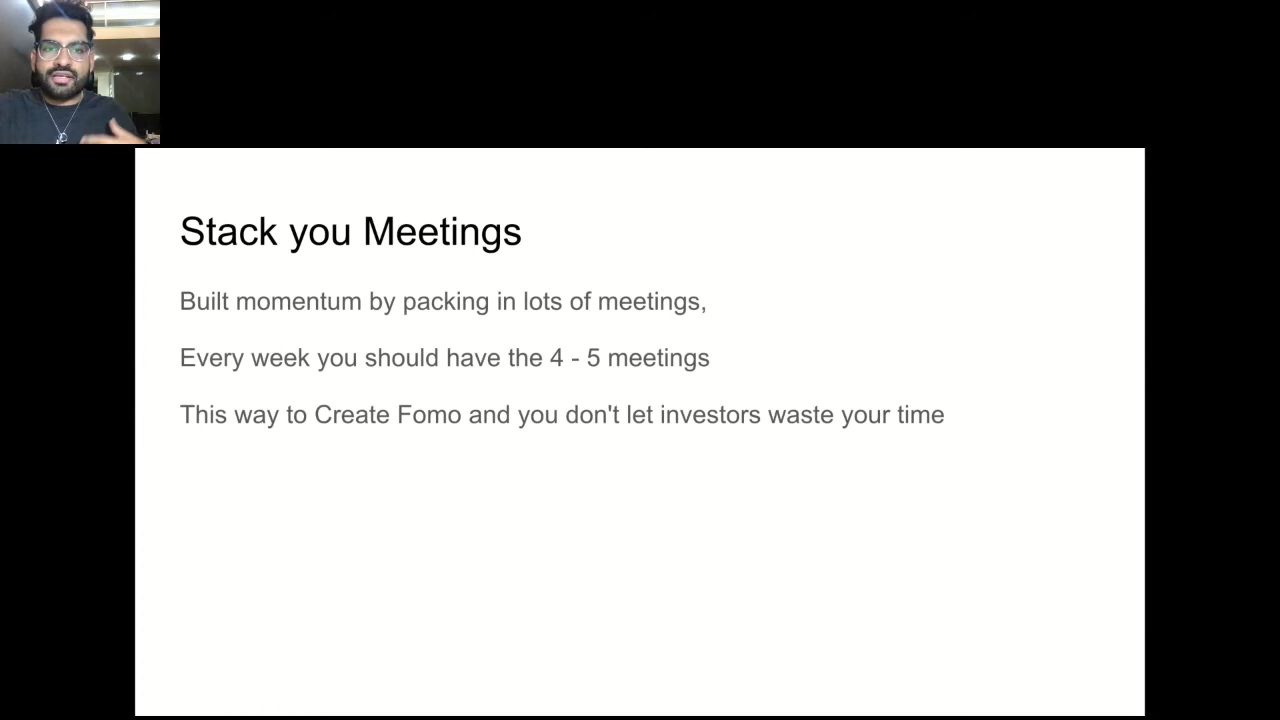 Stack you Meetings
Built momentum by packing in lots of meetings,
Every week you should have the 4 - 5 meetings
This way to Create Fomo and you don't let investors waste your time